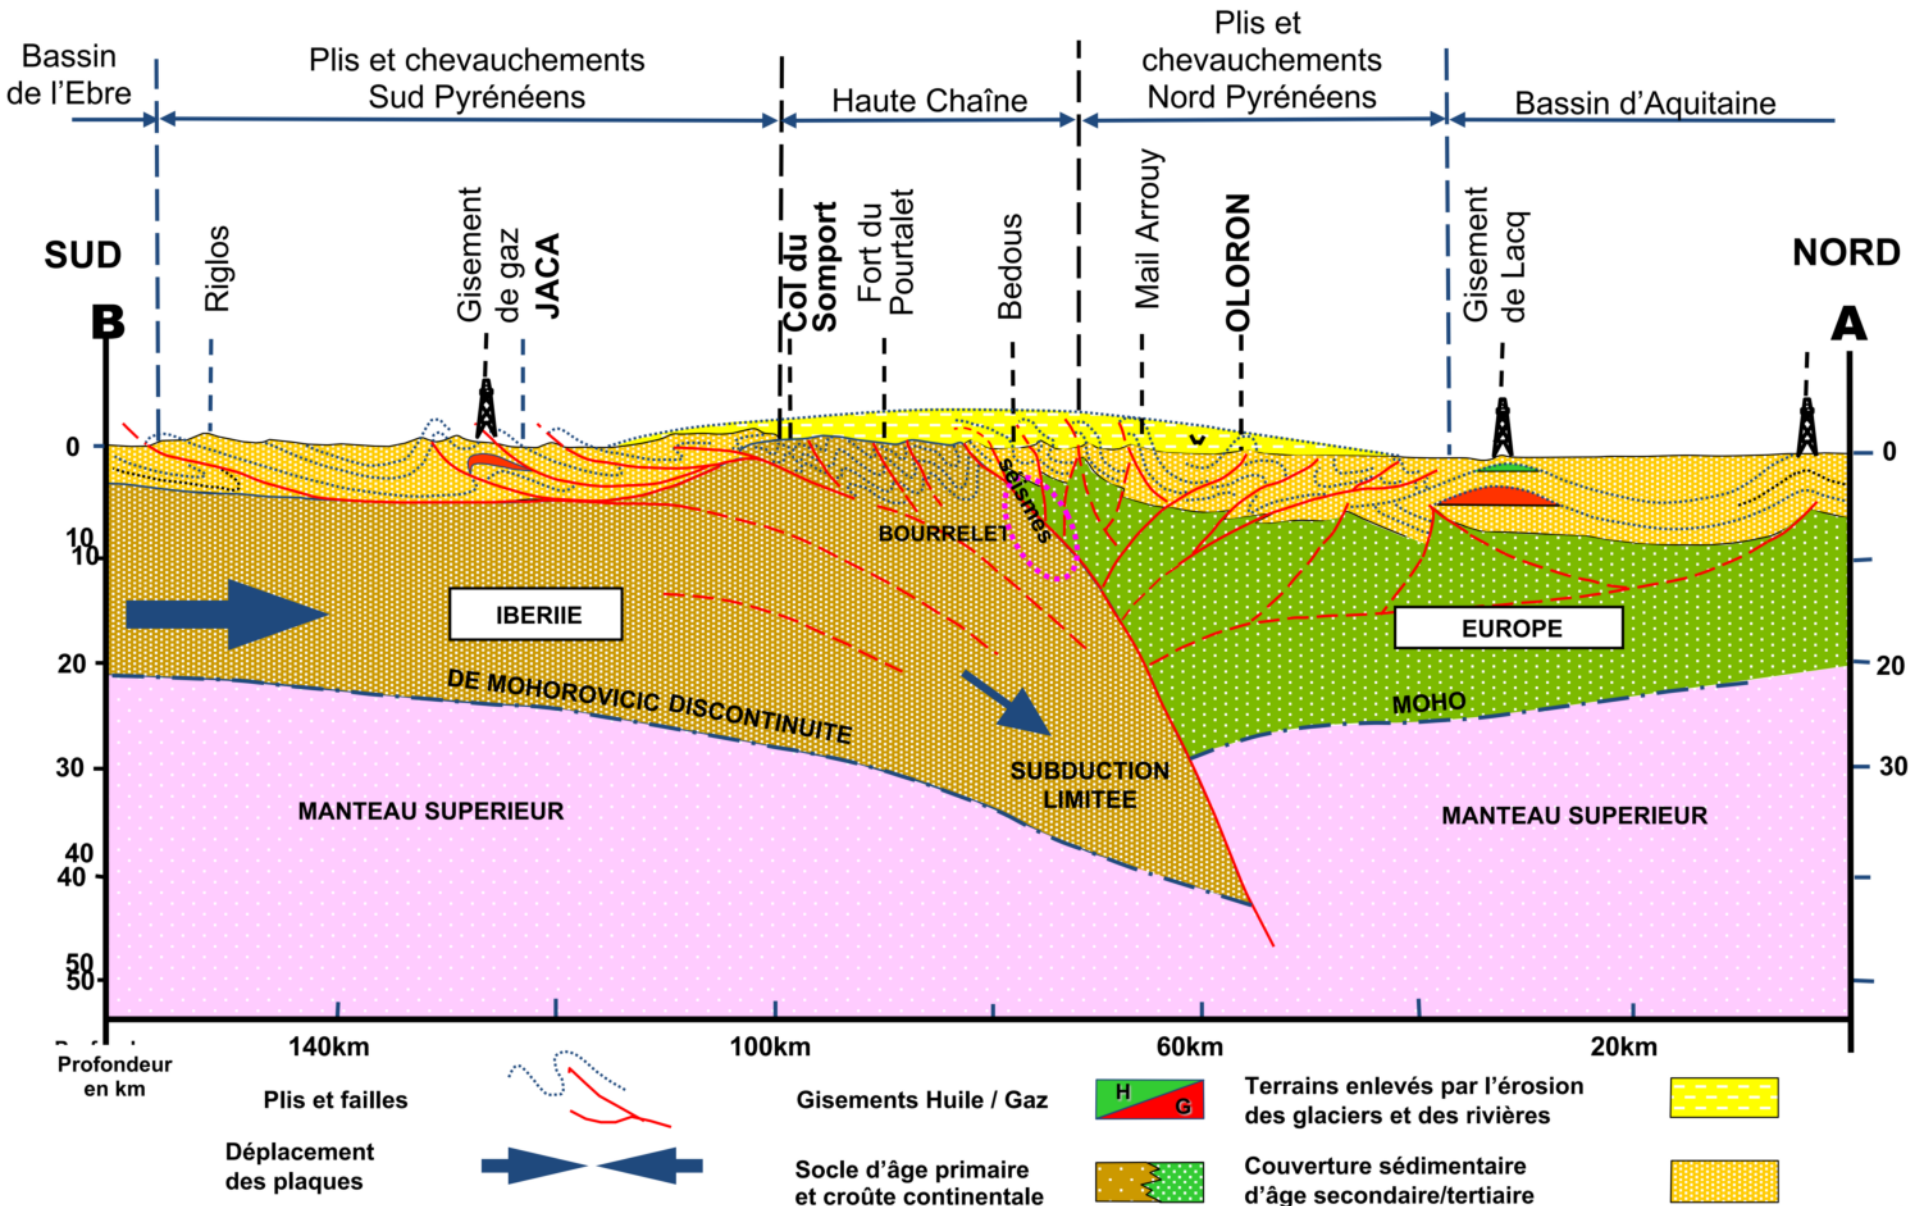 Plis et
chevauchements
Nord Pyrénéens
Bassin
de l'Ebre
Plis et chevauchements
Sud Pyrénéens
Haute Chaîne
Bassin d'Aquitaine
SUD
NORD
B
A
Riglos
Gisement
de gaz
JACA
Col du
Somport
Fort du
Pourtalet
Bedous
Mail Arrouy
OLORON
Gisement
de Lacq
0
0
séismes
BOURRELET
10
10
IBERIIE
EUROPE
20
20
DE MOHOROVICIC DISCONTINUITE
MOHO
30
30
SUBDUCTION
LIMITEE
MANTEAU SUPERIEUR
MANTEAU SUPERIEUR
40
40
50
50
140km
100km
60km
20km
Profondeur
en km
Plis et failles
Déplacement
des plaques
Gisements Huile / Gaz
H
G
Socle d'âge primaire
et croûte continentale
Terrains enlevés par l'érosion
des glaciers et des rivières
Couverture sédimentaire
d'âge secondaire/tertiaire